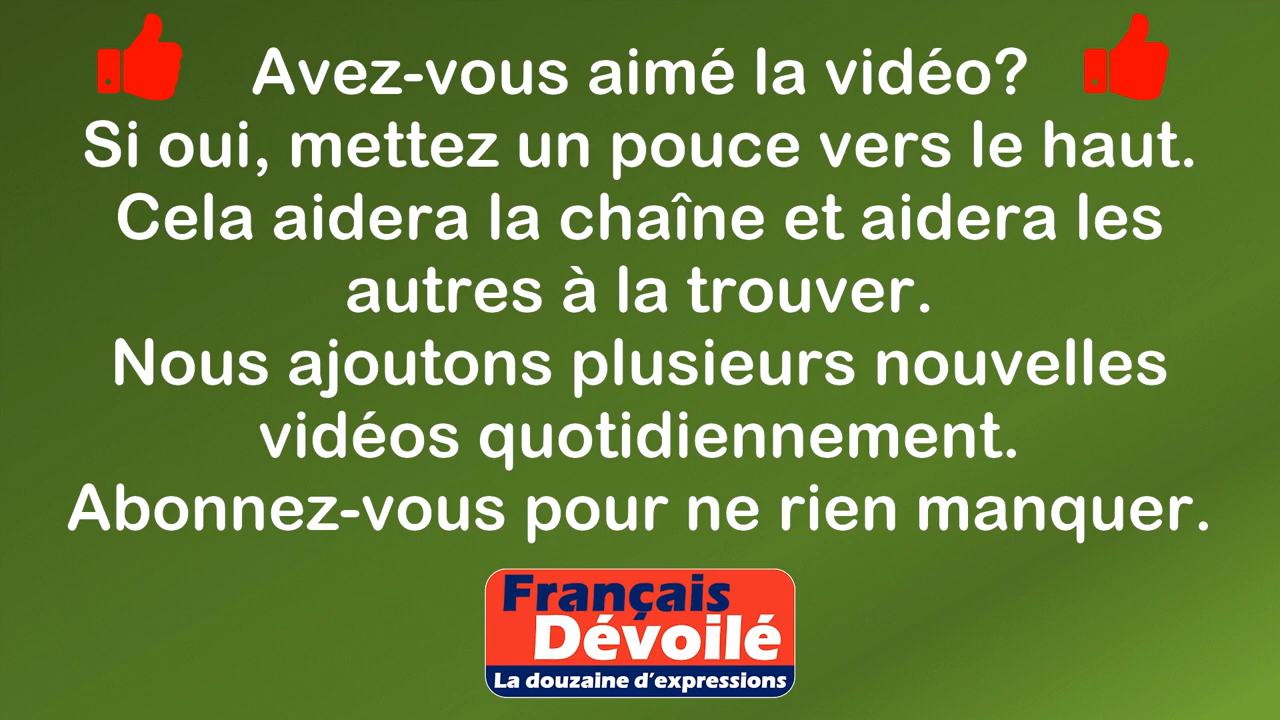 Avez-vous aimé la vidéo?
Si oui, mettez un pouce vers le haut.
Cela aidera la chaîne et aidera les
autres à la trouver.
Nous ajoutons plusieurs nouvelles
vidéos quotidiennement.
Abonnez-vous pour ne rien manquer.
Français
Dévoilé
La douzaine d'expressions